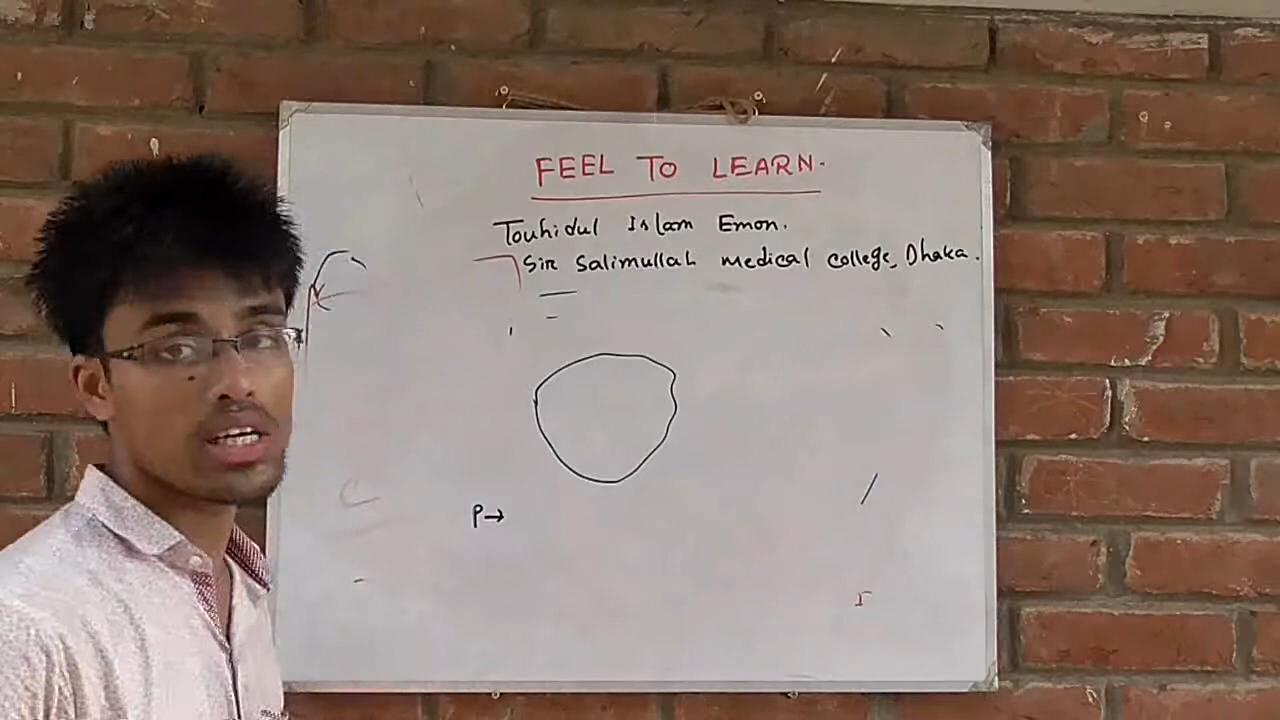 FEEL TO LEARN.
Touhidul Islam Emon.
Sir Salimullah medical college, Dhaka.
P→